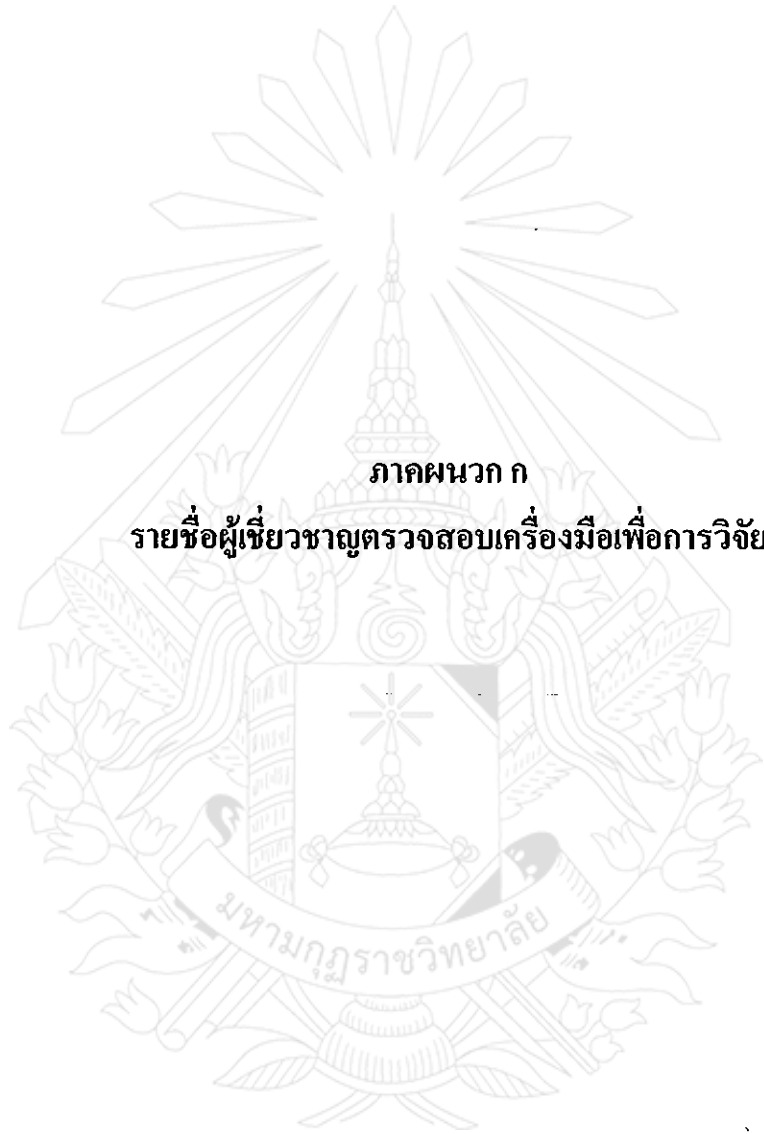 ภาคผนวก ก
รายชื่อผู้เชี่ยวชาญตรวจสอบเครื่องมือเพื่อการวิจัย
มหามกุฏราชวิทยาลัย